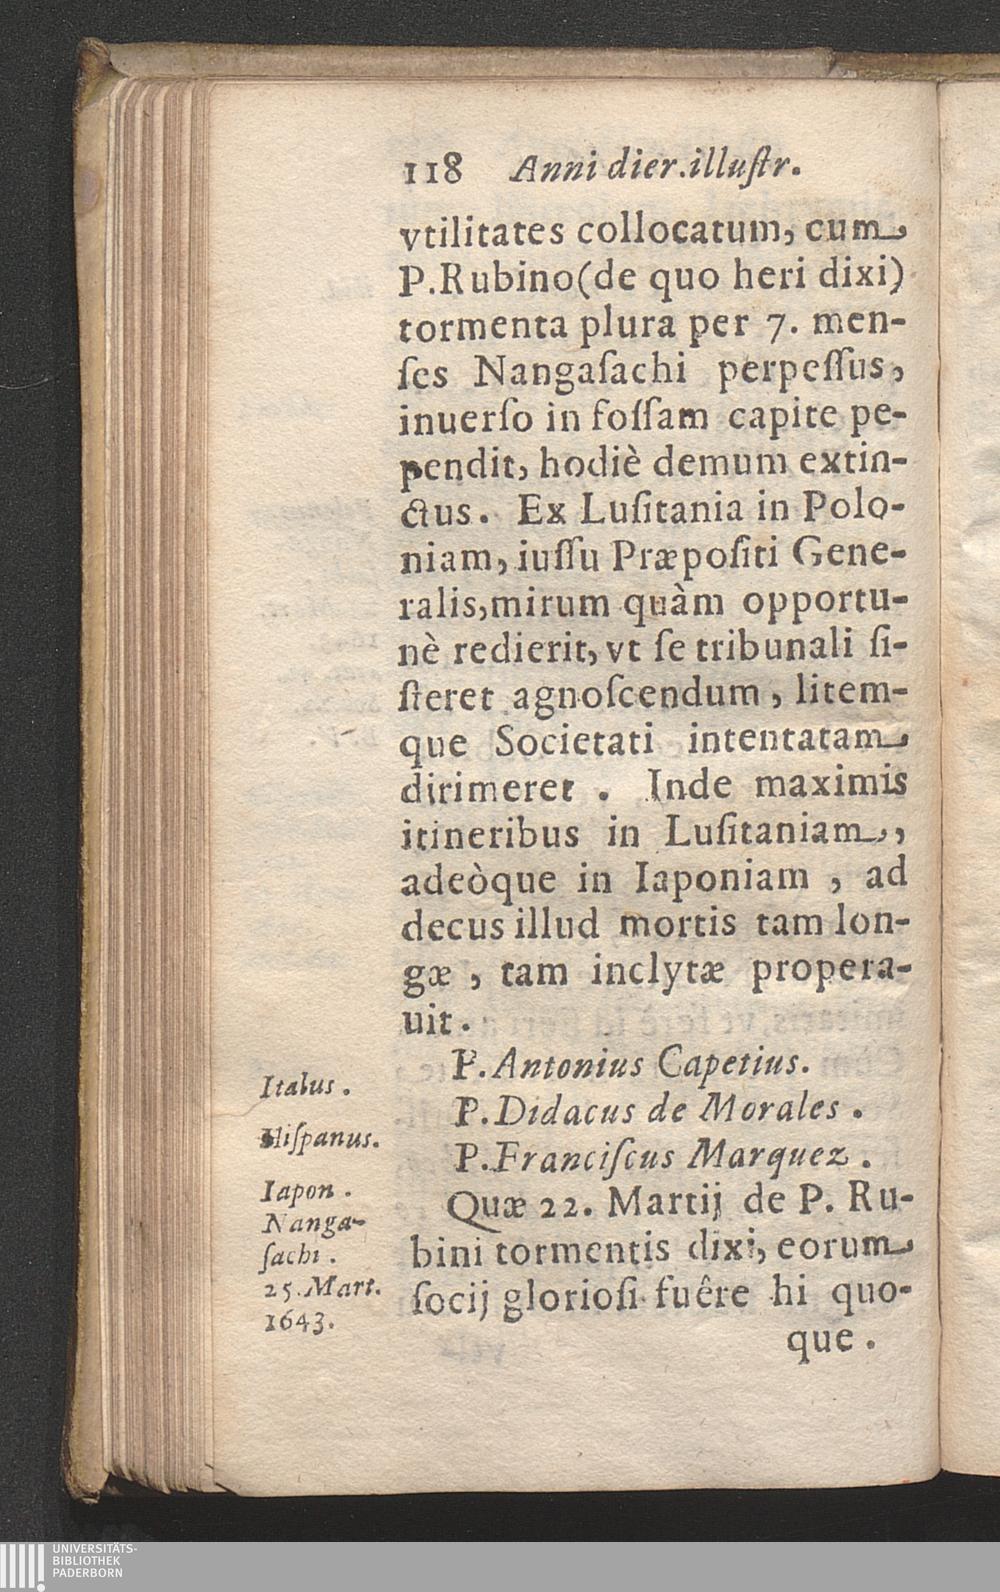 118 Anni dier. illuſtr.
vtilitates collocatum, cum
P. Rubino (de quo heri dixi)
tormenta plura per 7. men-
ſes Nangaſachi perpeſſus,
inuerſo in foſſam capite pe-
pendit, hodiè demum extin-
ctus. Ex Luſitania in Polo-
niam, iuſſu Præpoſiti Gene-
ralis, mirum quàm opportu-
nè redierit, vt ſe tribunali ſi-
ſteret agnoſcendum, litem-
que Societati intentatam
dirimeret. Inde maximis
itineribus in Luſitaniam,
adeòque in Iaponiam, ad
decus illud mortis tam lon-
gæ, tam inclytæ propera-
uit.
P. Antonius Capetius.
Italus.
P. Didacus de Morales.
Hiſpanus.
P. Franciſcus Marquez.
Iapon.
Nanga-
ſachi.
25. Mart.
1643.
Quæ 22. Martij de P. Ru-
bini tormentis dixi, eorum
ſocij glorioſi fuêre hi quo-
que.
UNIVERSITÄTS-
BIBLIOTHEK
PADERBORN